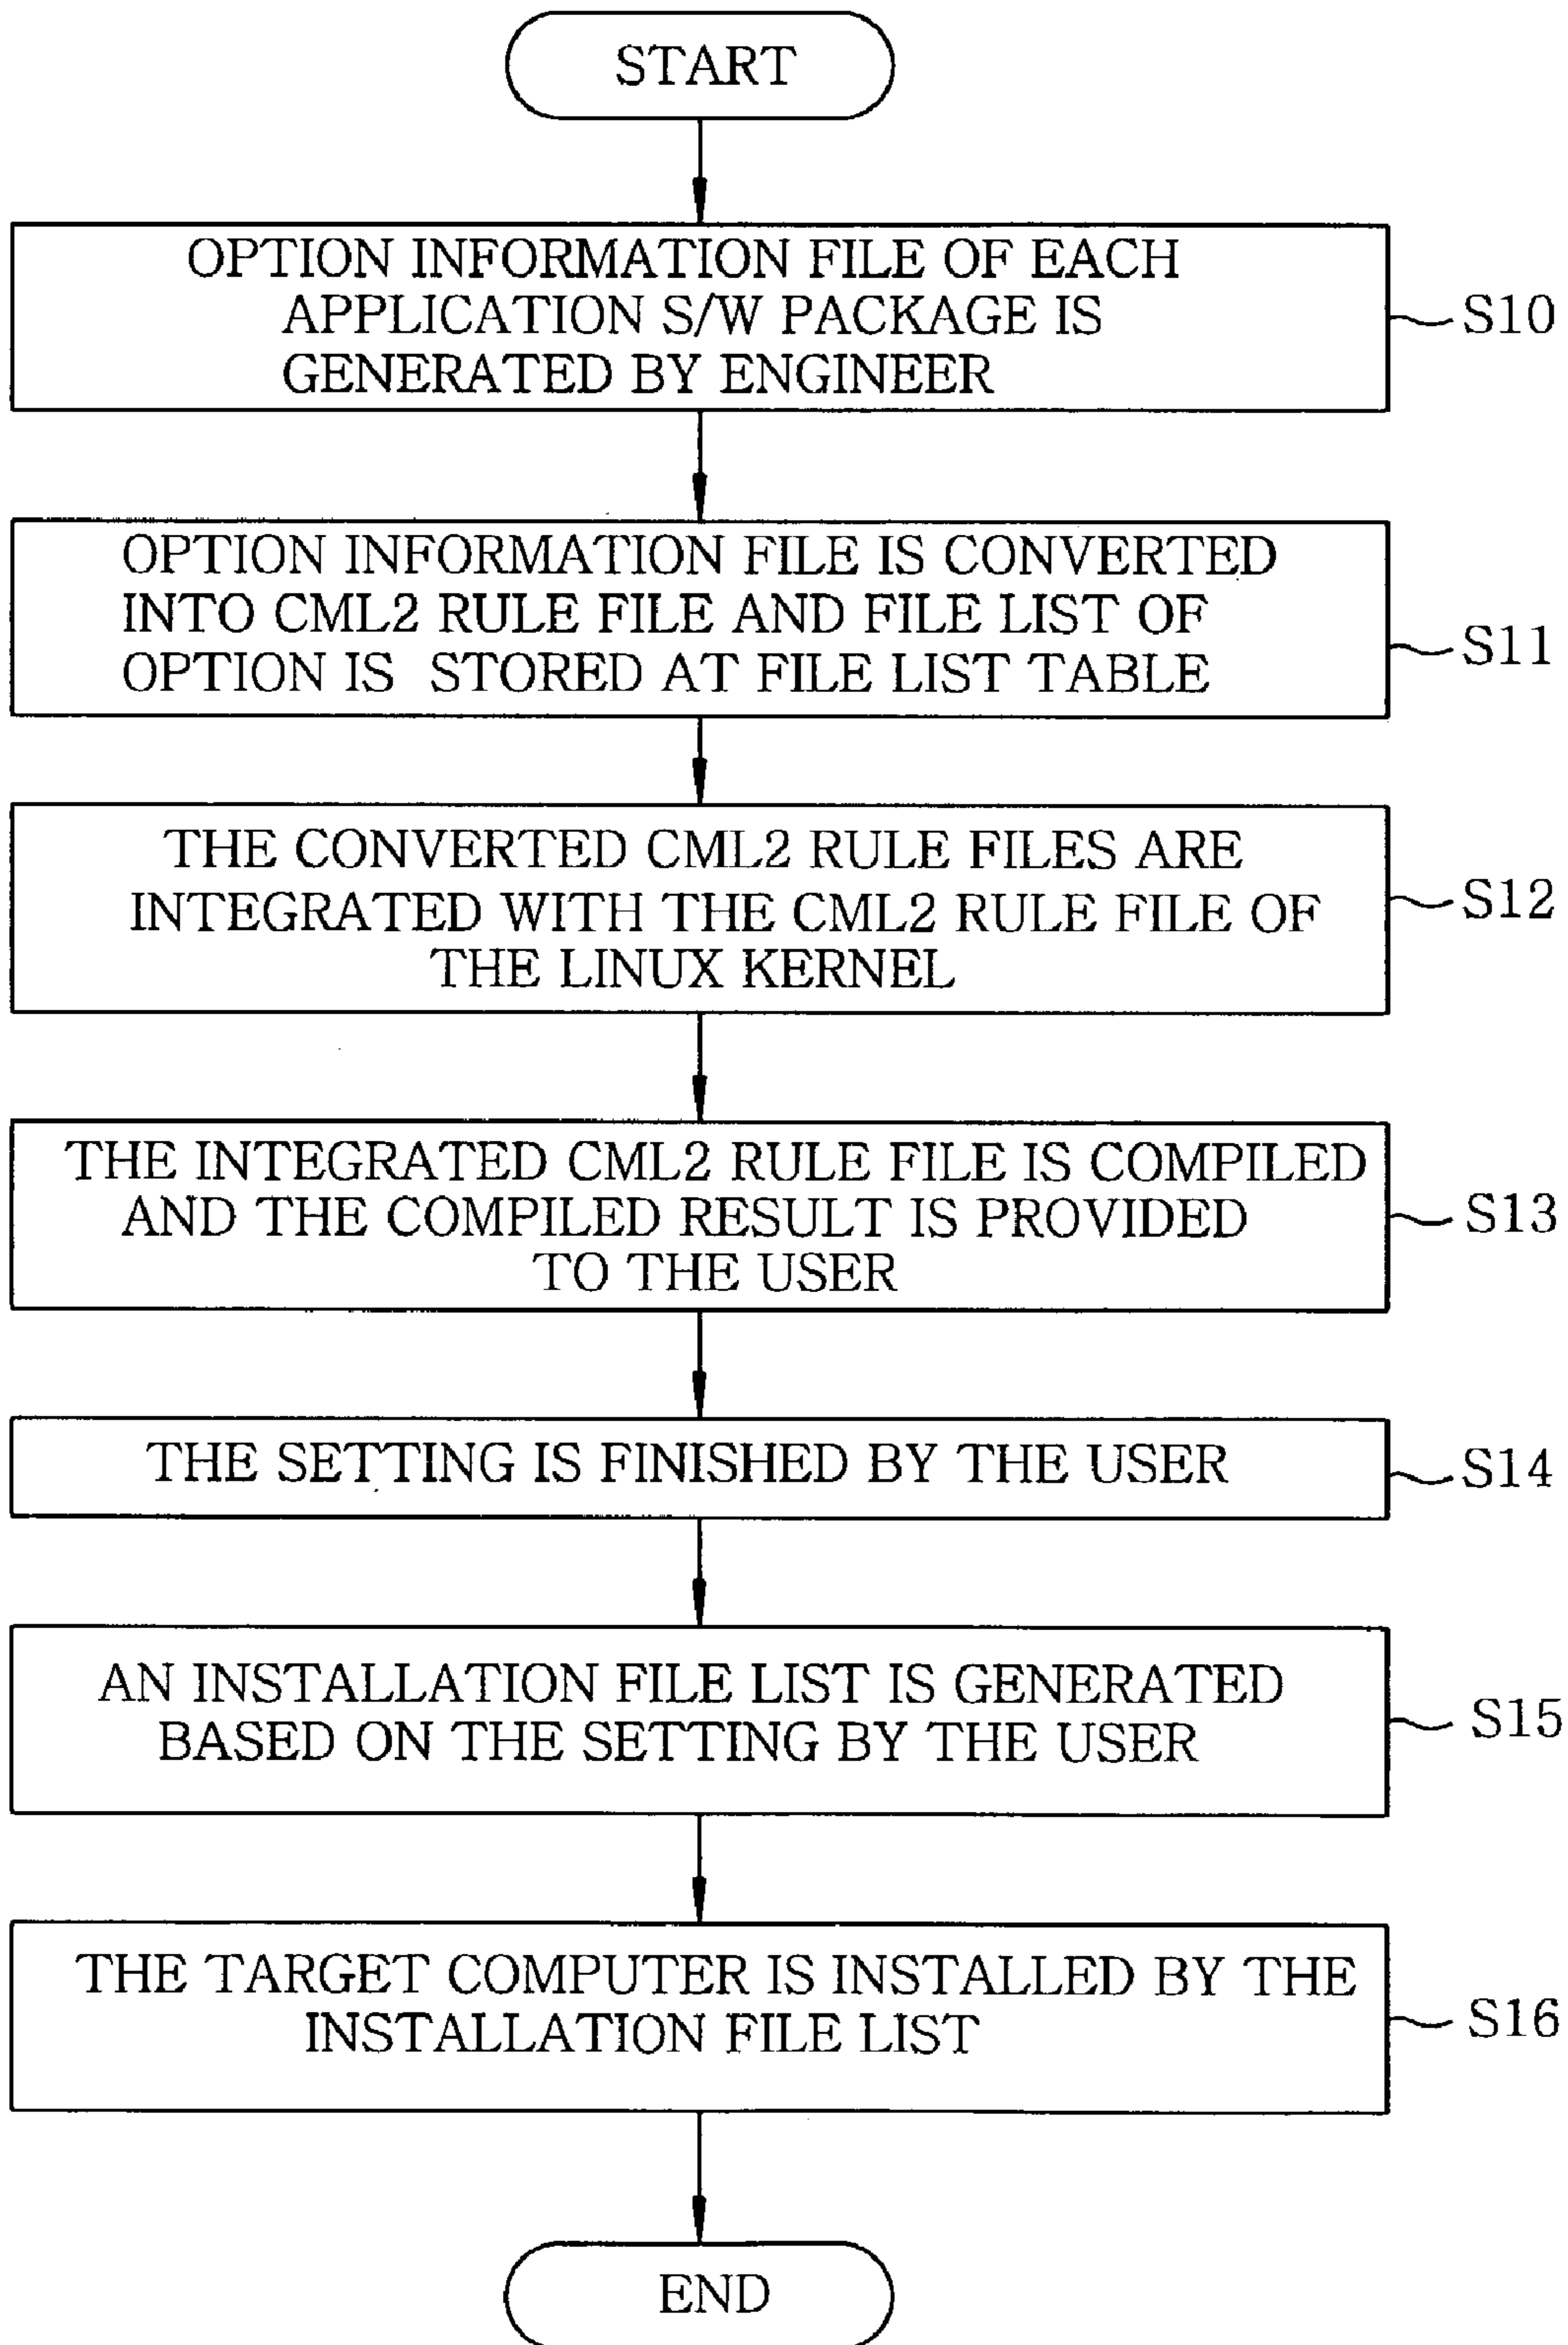 START
OPTION INFORMATION FILE OF EACH
APPLICATION S/W PACKAGE IS
GENERATED BY ENGINEER
S10
OPTION INFORMATION FILE IS CONVERTED
INTO CML2 RULE FILE AND FILE LIST OF
OPTION IS STORED AT FILE LIST TABLE
S11
THE CONVERTED CML2 RULE FILES ARE
INTEGRATED WITH THE CML2 RULE FILE OF
THE LINUX KERNEL
S12
THE INTEGRATED CML2 RULE FILE IS COMPILED
AND THE COMPILED RESULT IS PROVIDED
TO THE USER
S13
THE SETTING IS FINISHED BY THE USER
S14
AN INSTALLATION FILE LIST IS GENERATED
BASED ON THE SETTING BY THE USER
S15
THE TARGET COMPUTER IS INSTALLED BY THE
INSTALLATION FILE LIST
S16
END